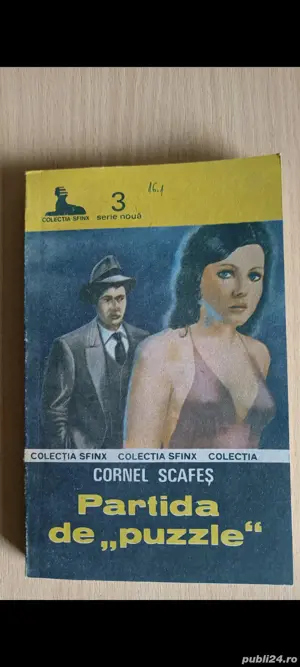 16.1
3
COLECȚIA SFINX
serie nouă
COLECȚIA SFINX COLECȚIA SFINX COLECȚIA
CORNEL SCAFEȘ
Partida
de „puzzle“
publi24.ro